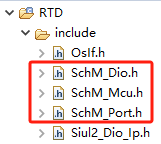 RTD
include
OsIf.h
SchM_Dio.h
SchM_Mcu.h
SchM_Port.h
Siul2_Dio_Ip.h